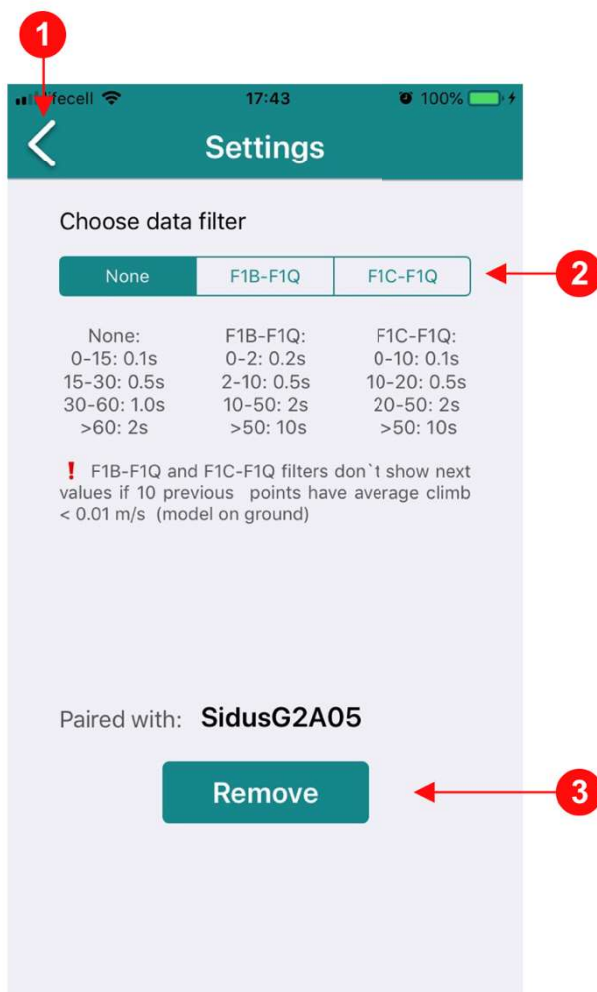 1
fecell 17:43 100%
Settings
Choose data filter
None F1B-F1Q F1C-F1Q
2
None: F1B-F1Q: F1C-F1Q:
0-15: 0.1s 0-2: 0.2s 0-10: 0.1s
15-30: 0.5s 2-10: 0.5s 10-20: 0.5s
30-60: 1.0s 10-50: 2s 20-50: 2s
>60: 2s >50: 10s >50: 10s
! F1B-F1Q and F1C-F1Q filters don`t show next
values if 10 previous points have average climb
< 0.01 m/s (model on ground)
Paired with: SidusG2A05
Remove
3